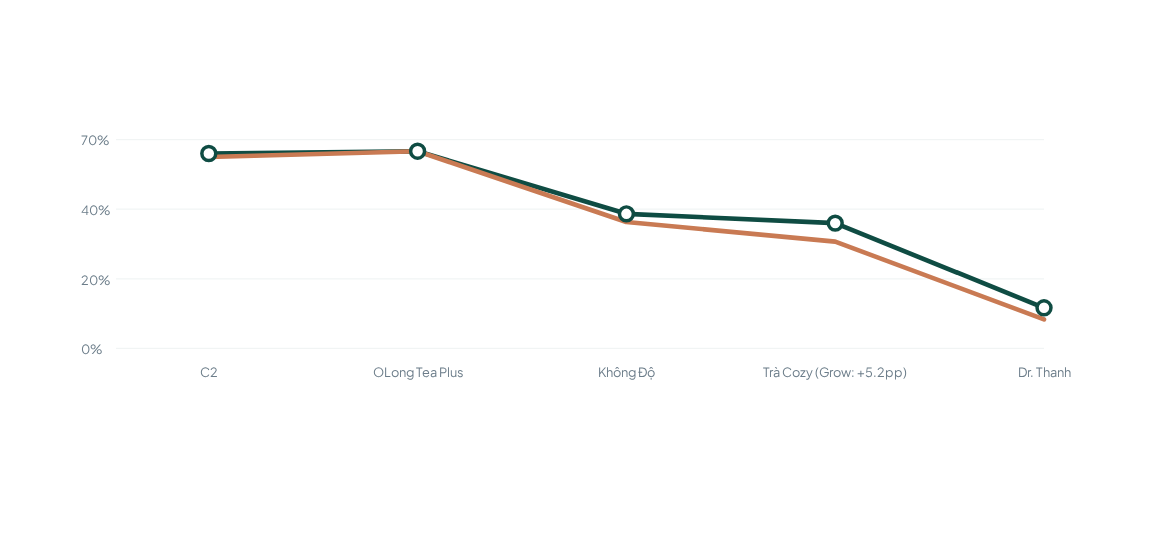 70%
40%
20%
0%
C2
OLong Tea Plus
Không Độ
Trà Cozy (Grow: +5.2pp)
Dr. Thanh